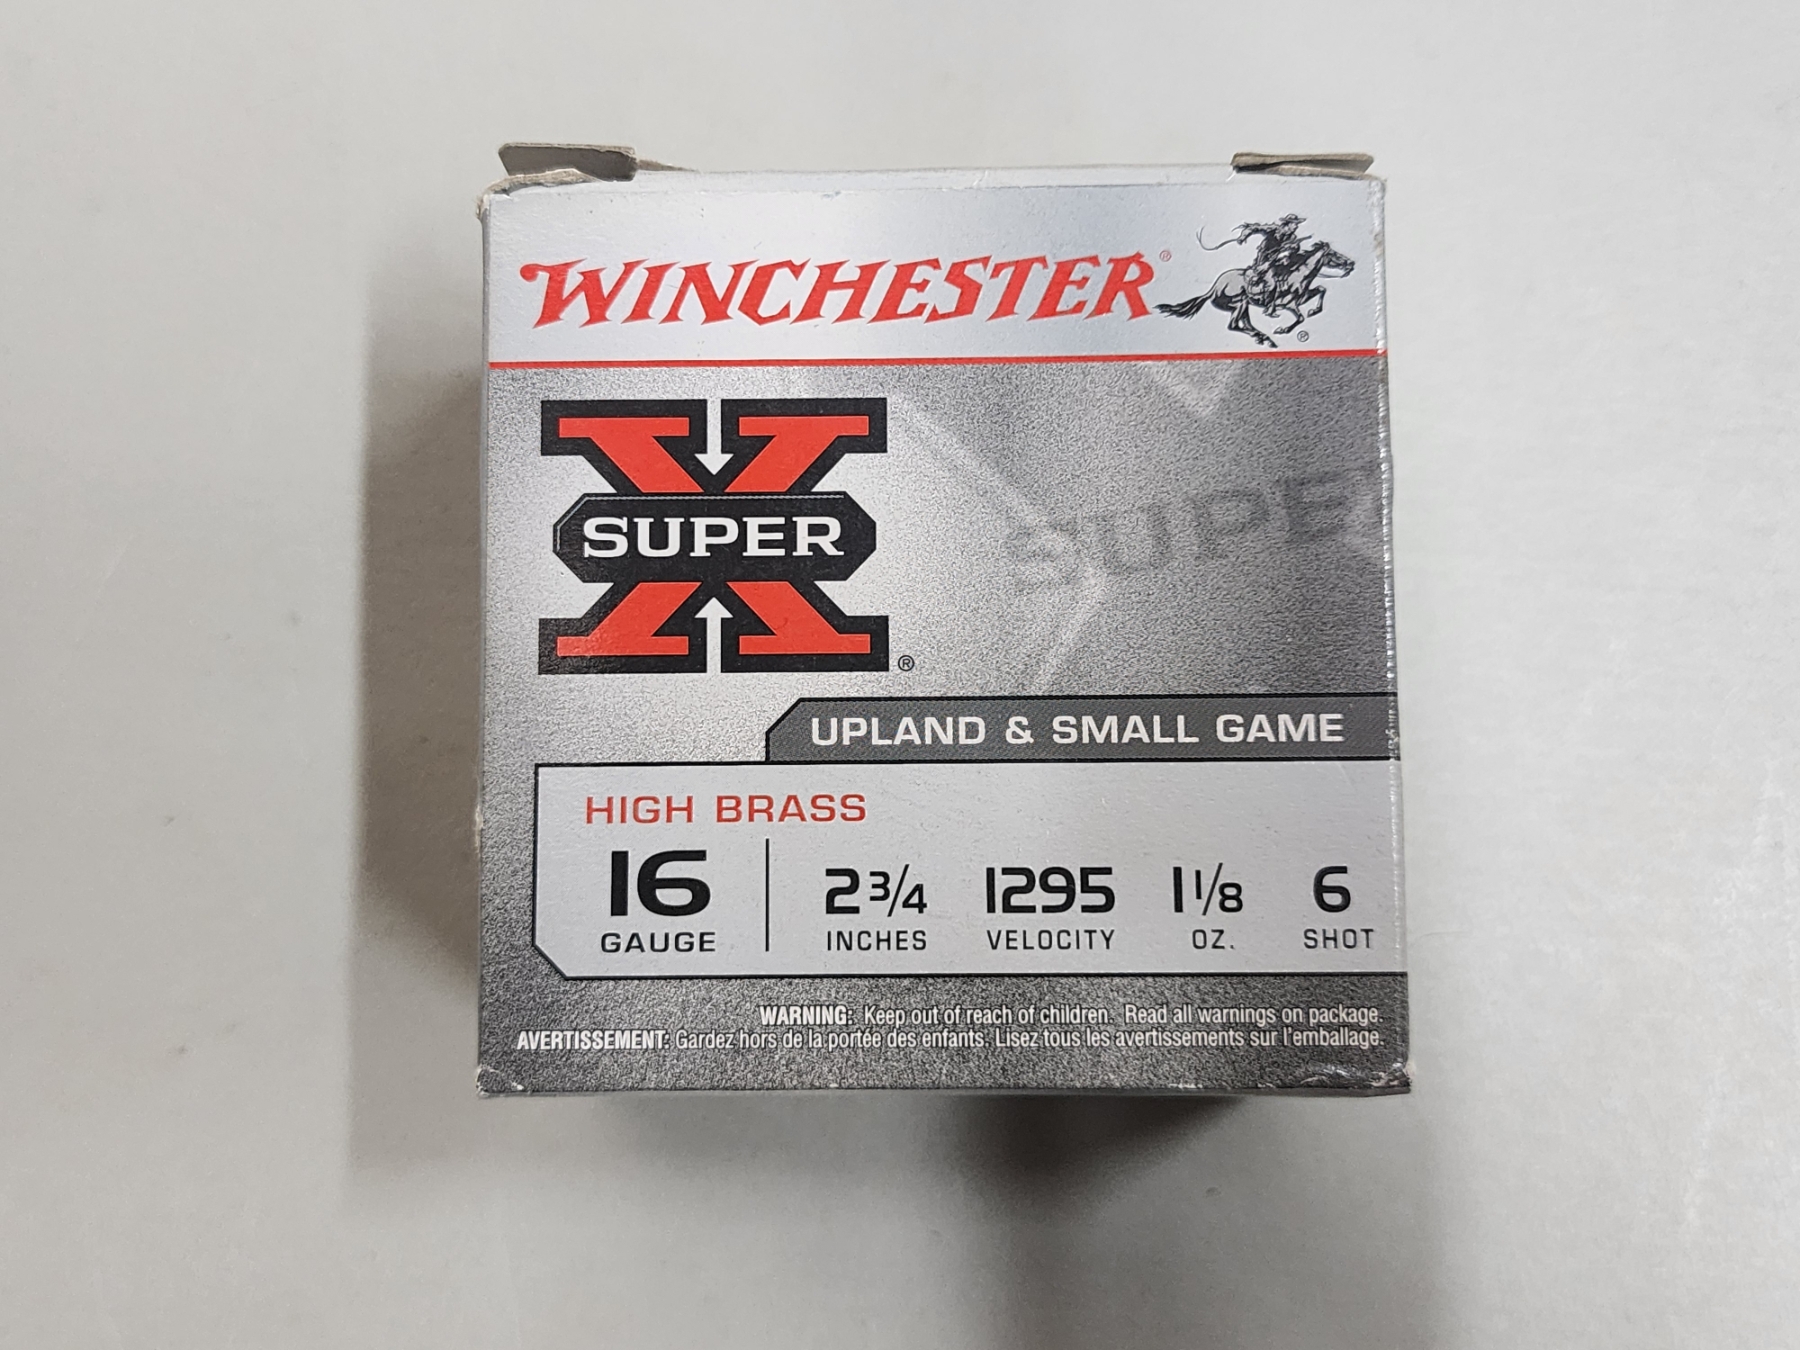 WINCHESTER®
®
X
SUPER
®
SUPE
UPLAND & SMALL GAME
HIGH BRASS
16 2 3/4 1295 1 1/8 6
GAUGE INCHES VELOCITY OZ. SHOT
WARNING: Keep out of reach of children. Read all warnings on package.
AVERTISSEMENT: Gardez hors de la portée des enfants. Lisez tous les avertissements sur l'emballage.